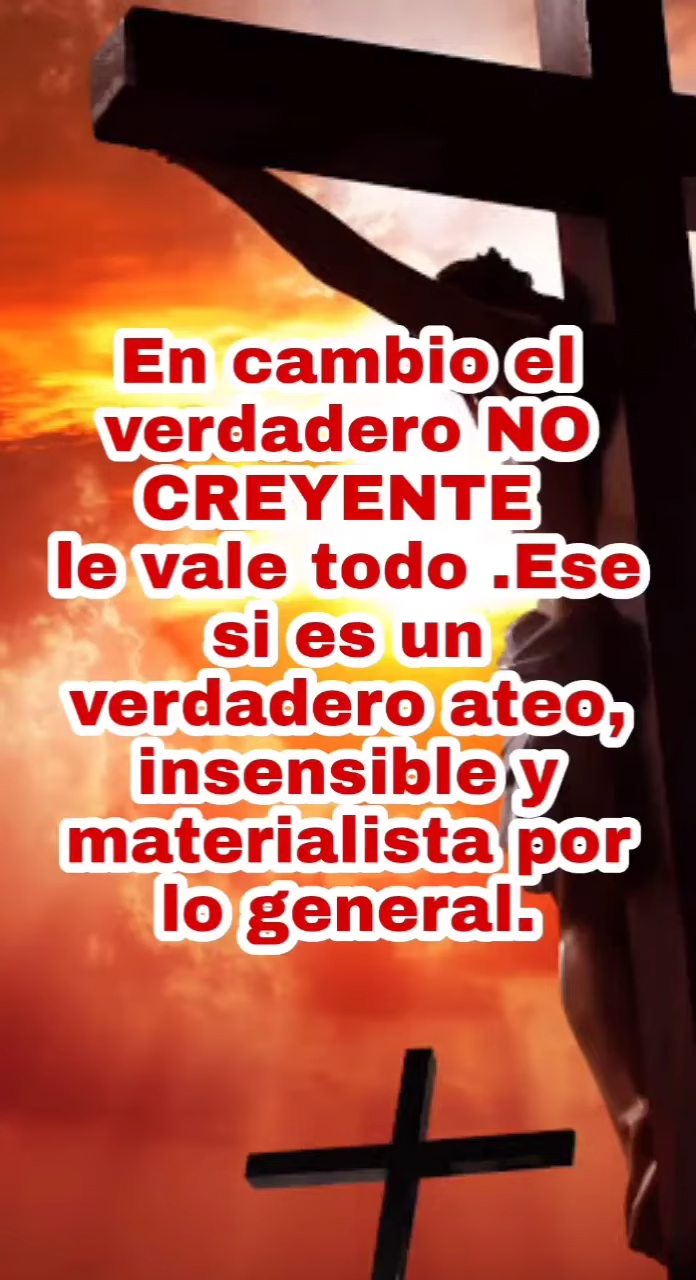 En cambio el
verdadero NO
CREYENTE
le vale todo .Ese
si es un
verdadero ateo,
insensible y
materialista por
lo general.